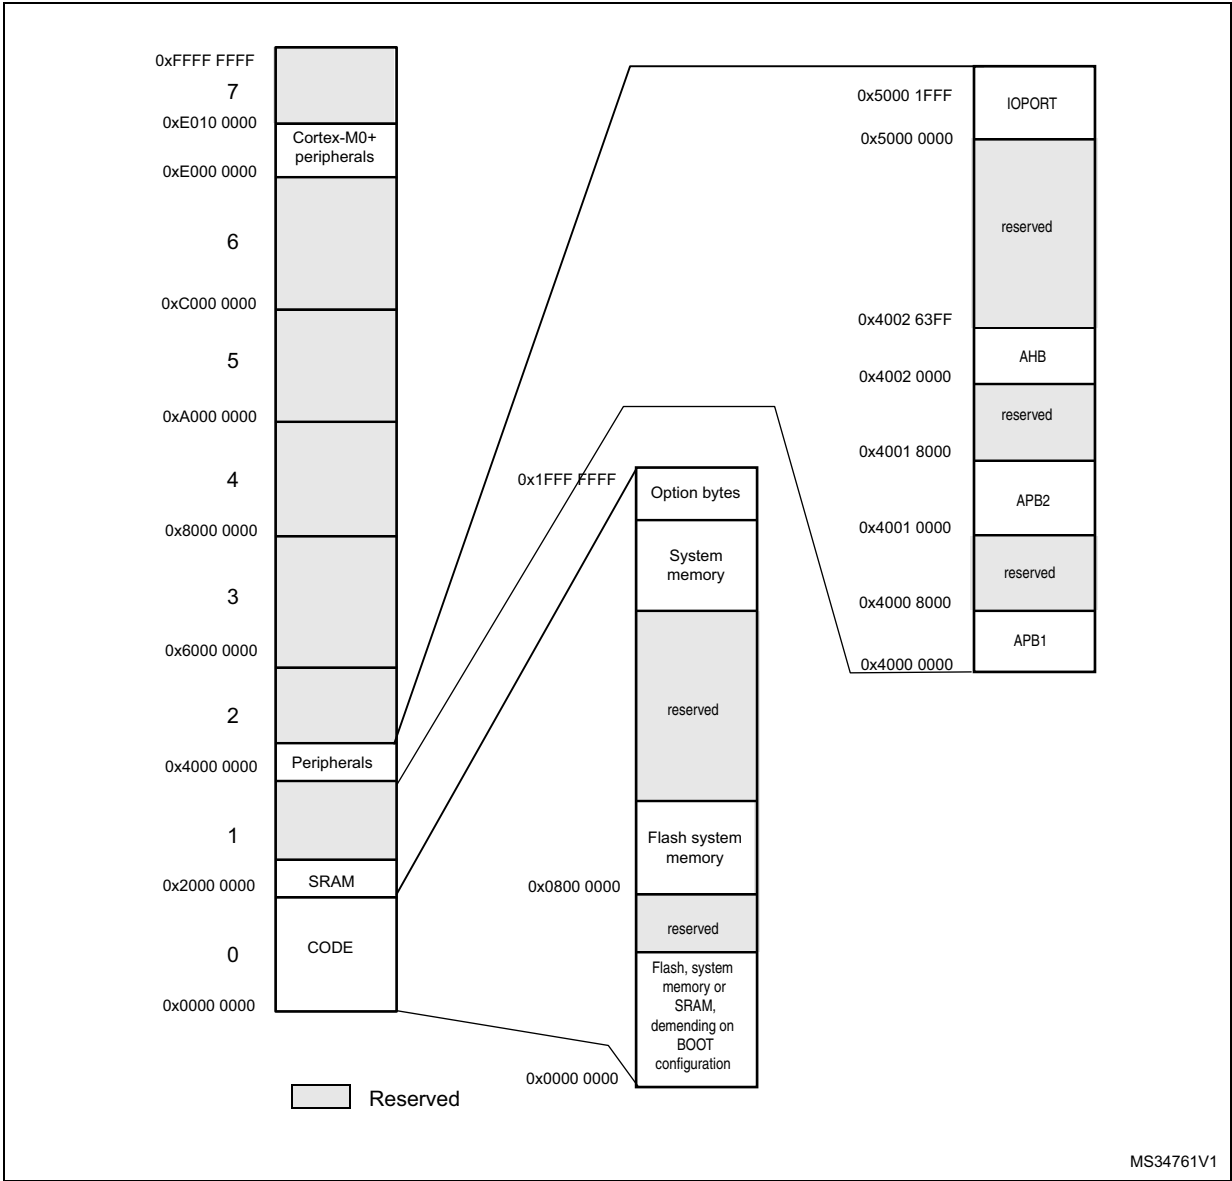 0xFFFF FFFF
7
0xE010 0000
Cortex-M0+
peripherals
0xE000 0000
6
0xC000 0000
5
0xA000 0000
4
0x8000 0000
3
0x6000 0000
2
Peripherals
0x4000 0000
1
0x2000 0000
SRAM
CODE
0
0x0000 0000
Reserved
0x1FFF FFFF
Option bytes
System
memory
reserved
Flash system
memory
0x0800 0000
reserved
Flash, system
memory or
SRAM,
demending on
BOOT
configuration
0x0000 0000
0x5000 1FFF
IOPORT
0x5000 0000
reserved
0x4002 63FF
AHB
0x4002 0000
reserved
0x4001 8000
APB2
0x4001 0000
reserved
0x4000 8000
APB1
0x4000 0000
MS34761V1